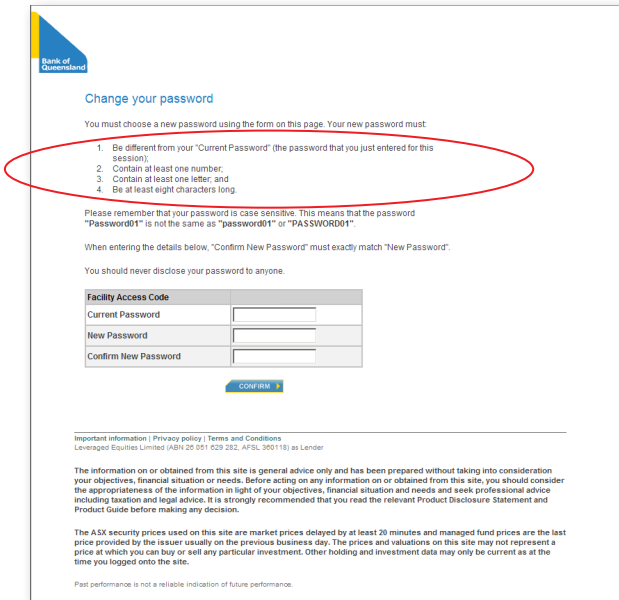 Bank of
Queensland
Change your password
You must choose a new password using the form on this page. Your new password must:
1. Be different from your "Current Password" (the password that you just entered for this
session);
2. Contain at least one number;
3. Contain at least one letter; and
4. Be at least eight characters long.
Please remember that your password is case sensitive. This means that the password
"Password01" is not the same as "password01" or "PASSWORD01".
When entering the details below, "Confirm New Password" must exactly match "New Password".
You should never disclose your password to anyone.
Facility Access Code
Current Password
New Password
Confirm New Password
CONFIRM
Important information | Privacy policy | Terms and Conditions
Leveraged Equities Limited (ABN 26 051 629 282, AFSL 360118) as Lender
The information on or obtained from this site is general advice only and has been prepared without taking into consideration
your objectives, financial situation or needs. Before acting on any information on or obtained from this site, you should consider
the appropriateness of the information in light of your objectives, financial situation and needs and seek professional advice
including taxation and legal advice. It is strongly recommended that you read the relevant Product Disclosure Statement and
Product Guide before making any decision.
The ASX security prices used on this site are market prices delayed by at least 20 minutes and managed fund prices are the last
price provided by the issuer usually on the previous business day. The prices and valuations on this site may not represent a
price at which you can buy or sell any particular investment. Other holding and investment data may only be current as at the
time you logged onto the site.
Past performance is not a reliable indication of future performance.